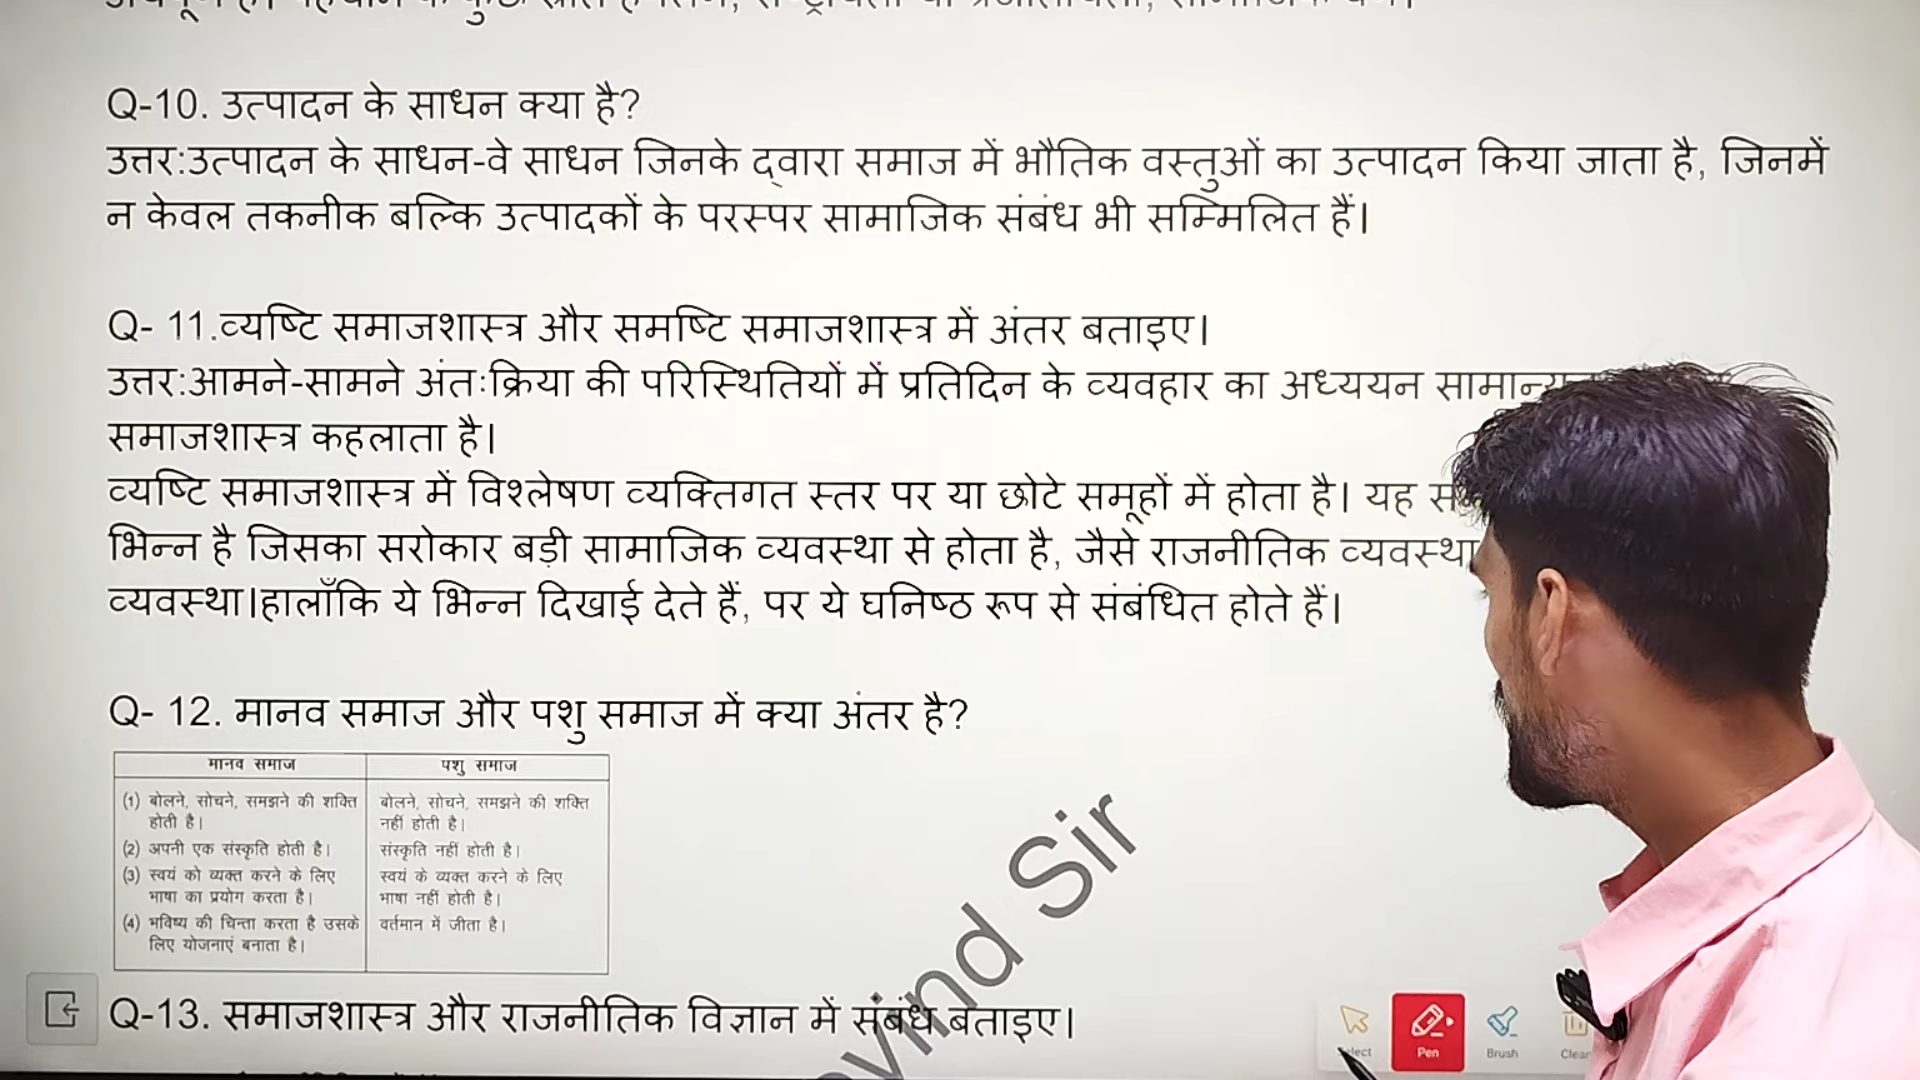 Q-10. उत्पादन के साधन क्या है?
उत्तर:उत्पादन के साधन-वे साधन जिनके द्वारा समाज में भौतिक वस्तुओं का उत्पादन किया जाता है, जिनमें
न केवल तकनीक बल्कि उत्पादकों के परस्पर सामाजिक संबंध भी सम्मिलित हैं।
Q- 11.व्यष्टि समाजशास्त्र और समष्टि समाजशास्त्र में अंतर बताइए।
उत्तर:आमने-सामने अंतःक्रिया की परिस्थितियों में प्रतिदिन के व्यवहार का अध्ययन
समाजशास्त्र कहलाता है।
व्यष्टि समाजशास्त्र में विश्लेषण व्यक्तिगत स्तर पर या छोटे समूहों में होता है। यह
भिन्न है जिसका सरोकार बड़ी सामाजिक व्यवस्था से होता है, जैसे राजनीतिक व्यवस्था
व्यवस्था।हालाँकि ये भिन्न दिखाई देते हैं, पर ये घनिष्ठ रूप से संबंधित होते हैं।
Q- 12. मानव समाज और पशु समाज में क्या अंतर है?
मानव समाज पशु समाज
(1) बोलने, सोचने, समझने की शक्ति बोलने, सोचने, समझने की शक्ति
होती है। नहीं होती है।
(2) अपनी एक संस्कृति होती है। संस्कृति नहीं होती है।
(3) स्वयं को व्यक्त करने के लिए स्वयं के व्यक्त करने के लिए
भाषा का प्रयोग करता है। भाषा नहीं होती है।
(4) भविष्य की चिन्ता करता है उसके वर्तमान में जीता है।
लिए योजनाएं बनाता है।
Q-13. समाजशास्त्र और राजनीतिक विज्ञान में संबंध बताइए।
Sir
Pen
Brush